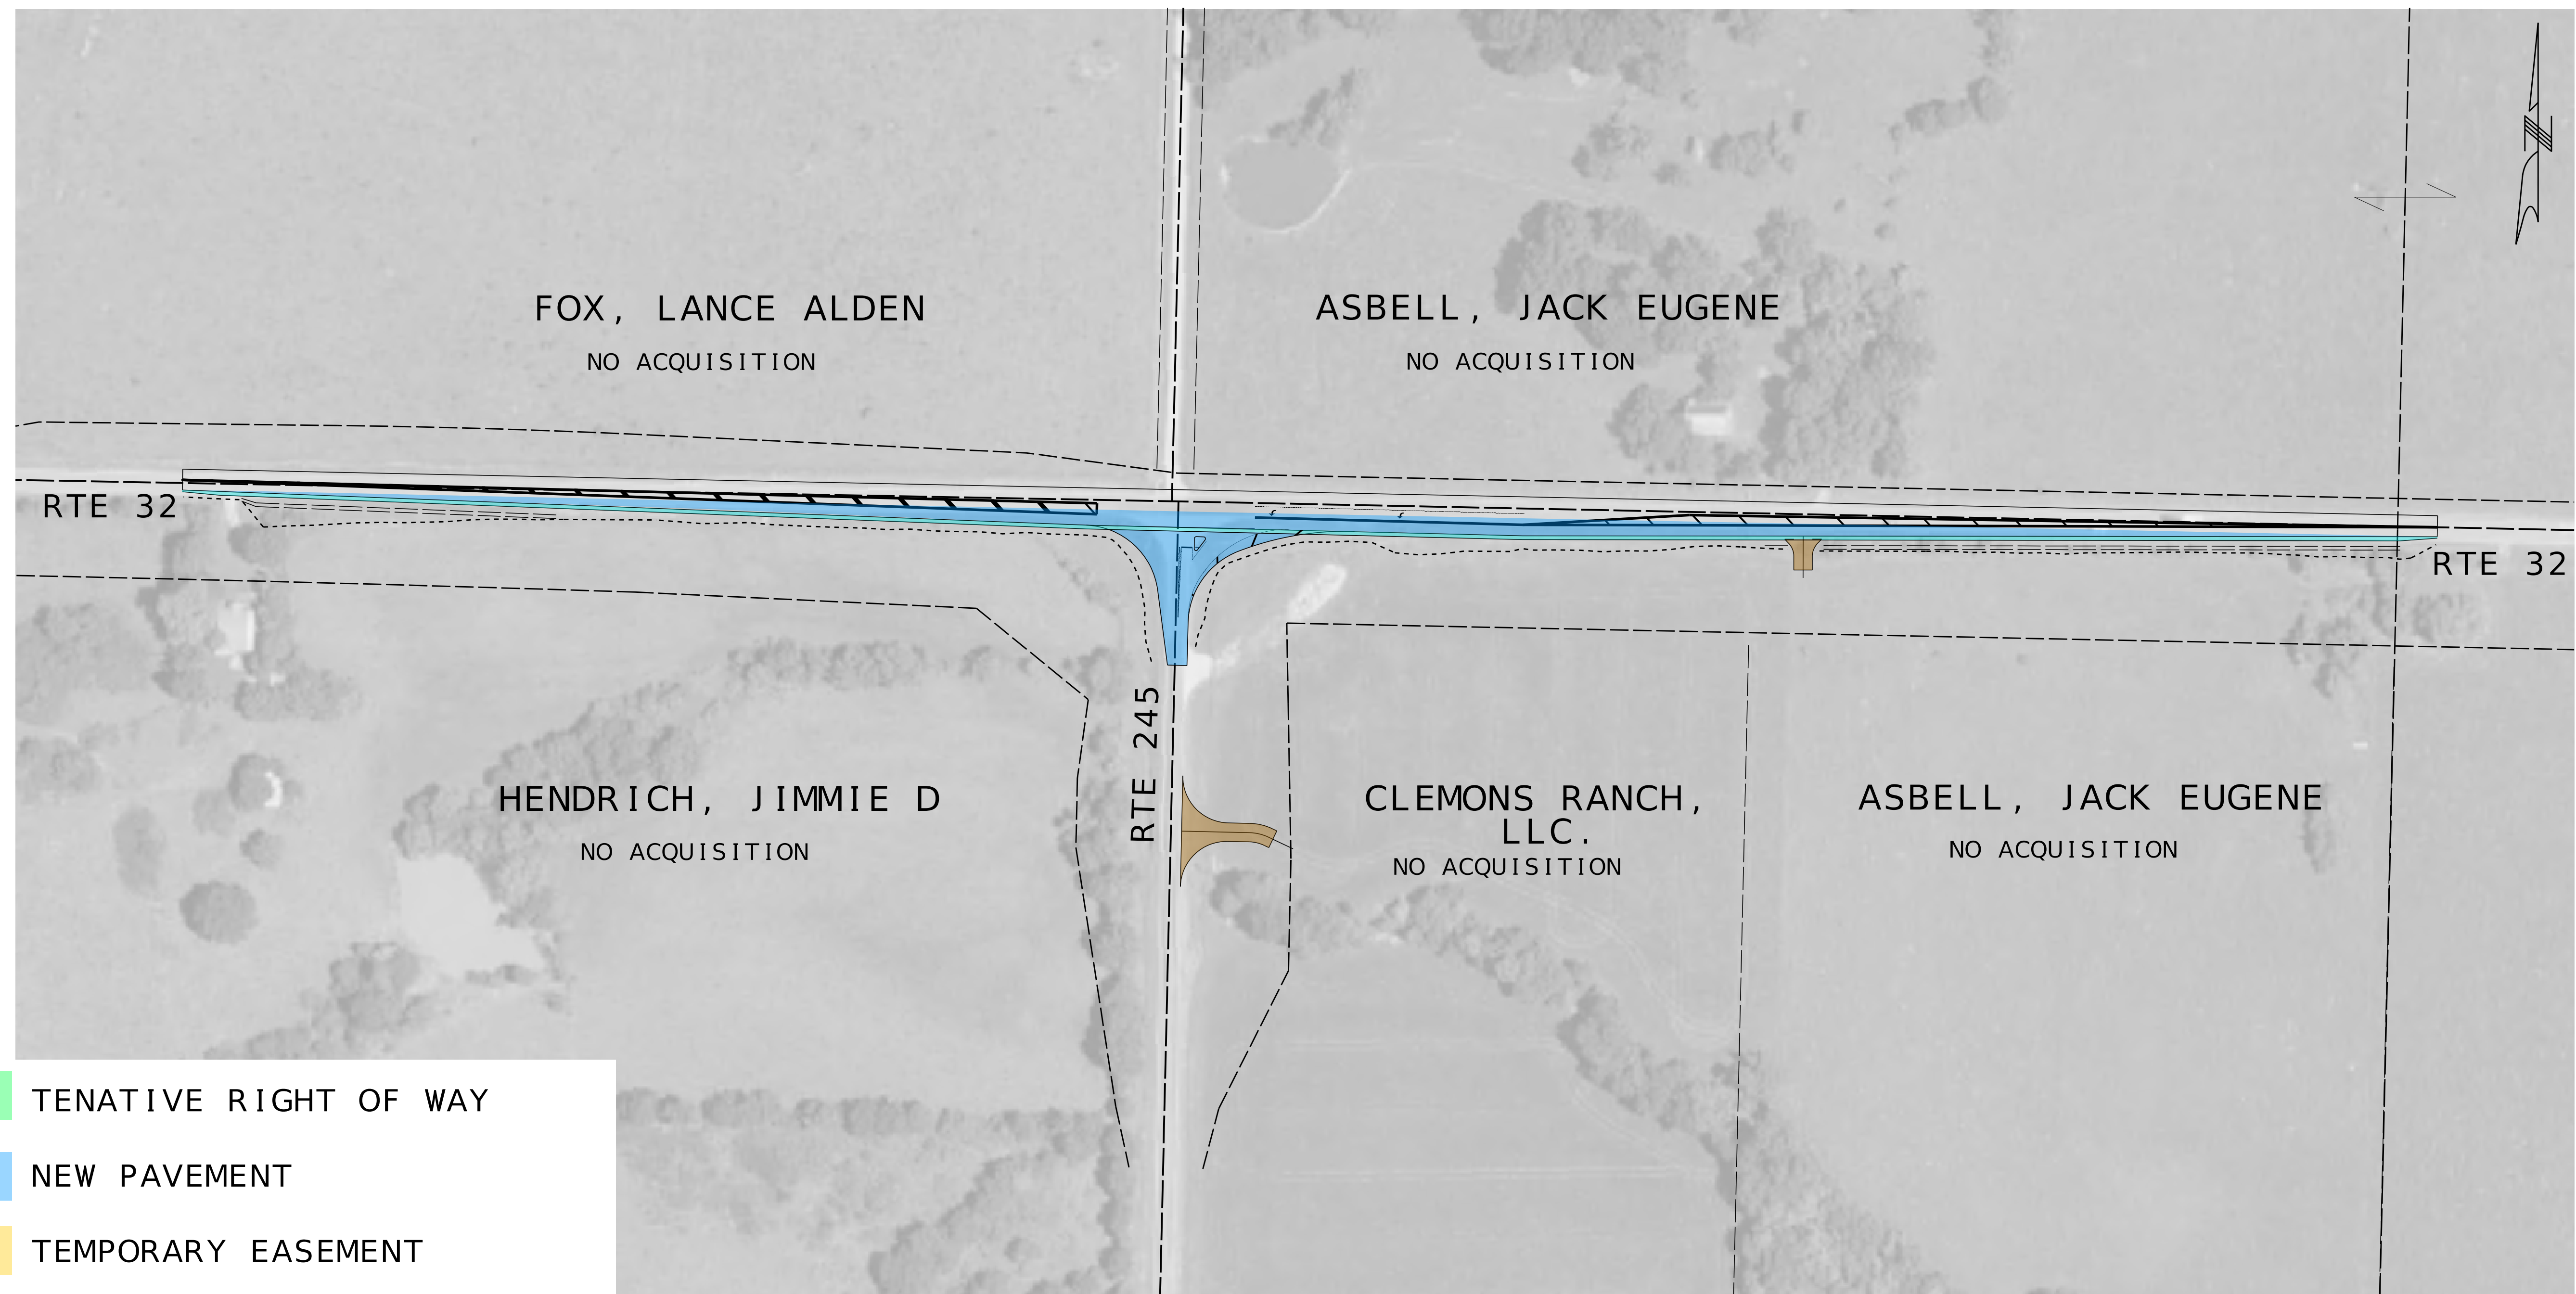 FOX, LANCE ALDEN
NO ACQUISITION
ASBELL, JACK EUGENE
NO ACQUISITION
RTE 32
RTE 32
RTE 245
HENDRICH, JIMMIE D
NO ACQUISITION
CLEMONS RANCH,
LLC.
NO ACQUISITION
ASBELL, JACK EUGENE
NO ACQUISITION
TENATIVE RIGHT OF WAY
NEW PAVEMENT
TEMPORARY EASEMENT
N